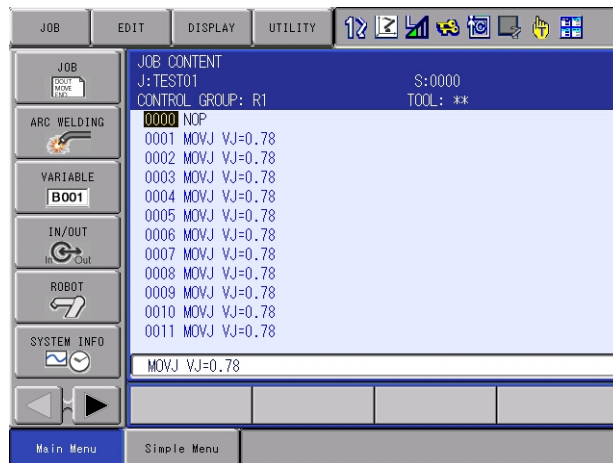 JOB EDIT DISPLAY UTILITY
JOB
DOUT
MOVE
END
ARC WELDING
VARIABLE
B001
IN/OUT
In Out
ROBOT
SYSTEM INFO
JOB CONTENT
J:TEST01 S:0000
CONTROL GROUP: R1 TOOL: **
0000 NOP
0001 MOVJ VJ=0.78
0002 MOVJ VJ=0.78
0003 MOVJ VJ=0.78
0004 MOVJ VJ=0.78
0005 MOVJ VJ=0.78
0006 MOVJ VJ=0.78
0007 MOVJ VJ=0.78
0008 MOVJ VJ=0.78
0009 MOVJ VJ=0.78
0010 MOVJ VJ=0.78
0011 MOVJ VJ=0.78
MOVJ VJ=0.78
Main Menu Simple Menu